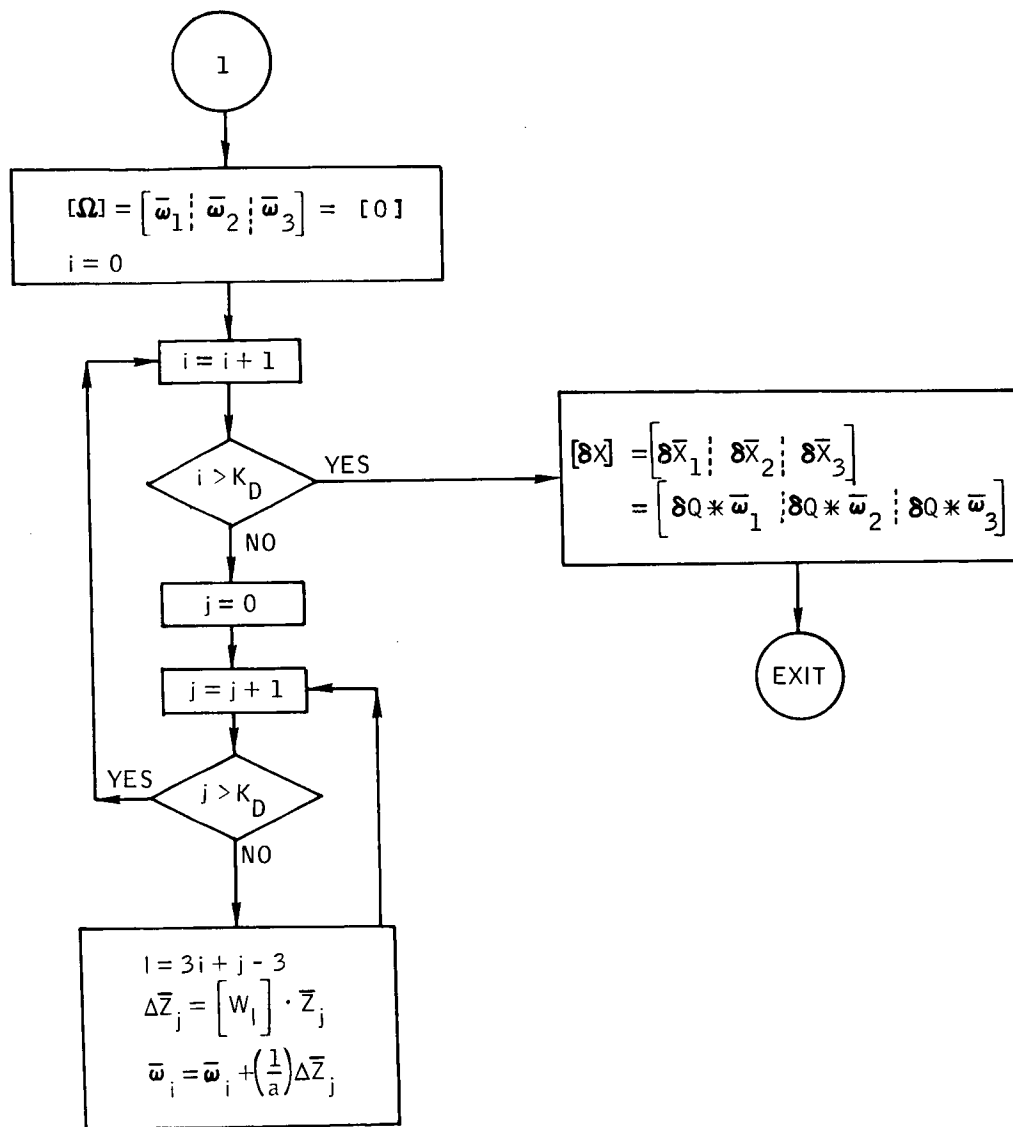 1
[Ω] = [ω̅₁ ¦ ω̅₂ ¦ ω̅₃] = [0]
i = 0
i = i + 1
i > K_D
YES
NO
[δX] = [δX̅₁ ¦ δX̅₂ ¦ δX̅₃]
= [δQ * ω̅₁ ¦ δQ * ω̅₂ ¦ δQ * ω̅₃]
EXIT
j = 0
j = j + 1
j > K_D
YES
NO
l = 3i + j - 3
ΔZ̅_j = [W_l] · Z̅_j
ω̅_i = ω̅_i + (1/a) ΔZ̅_j